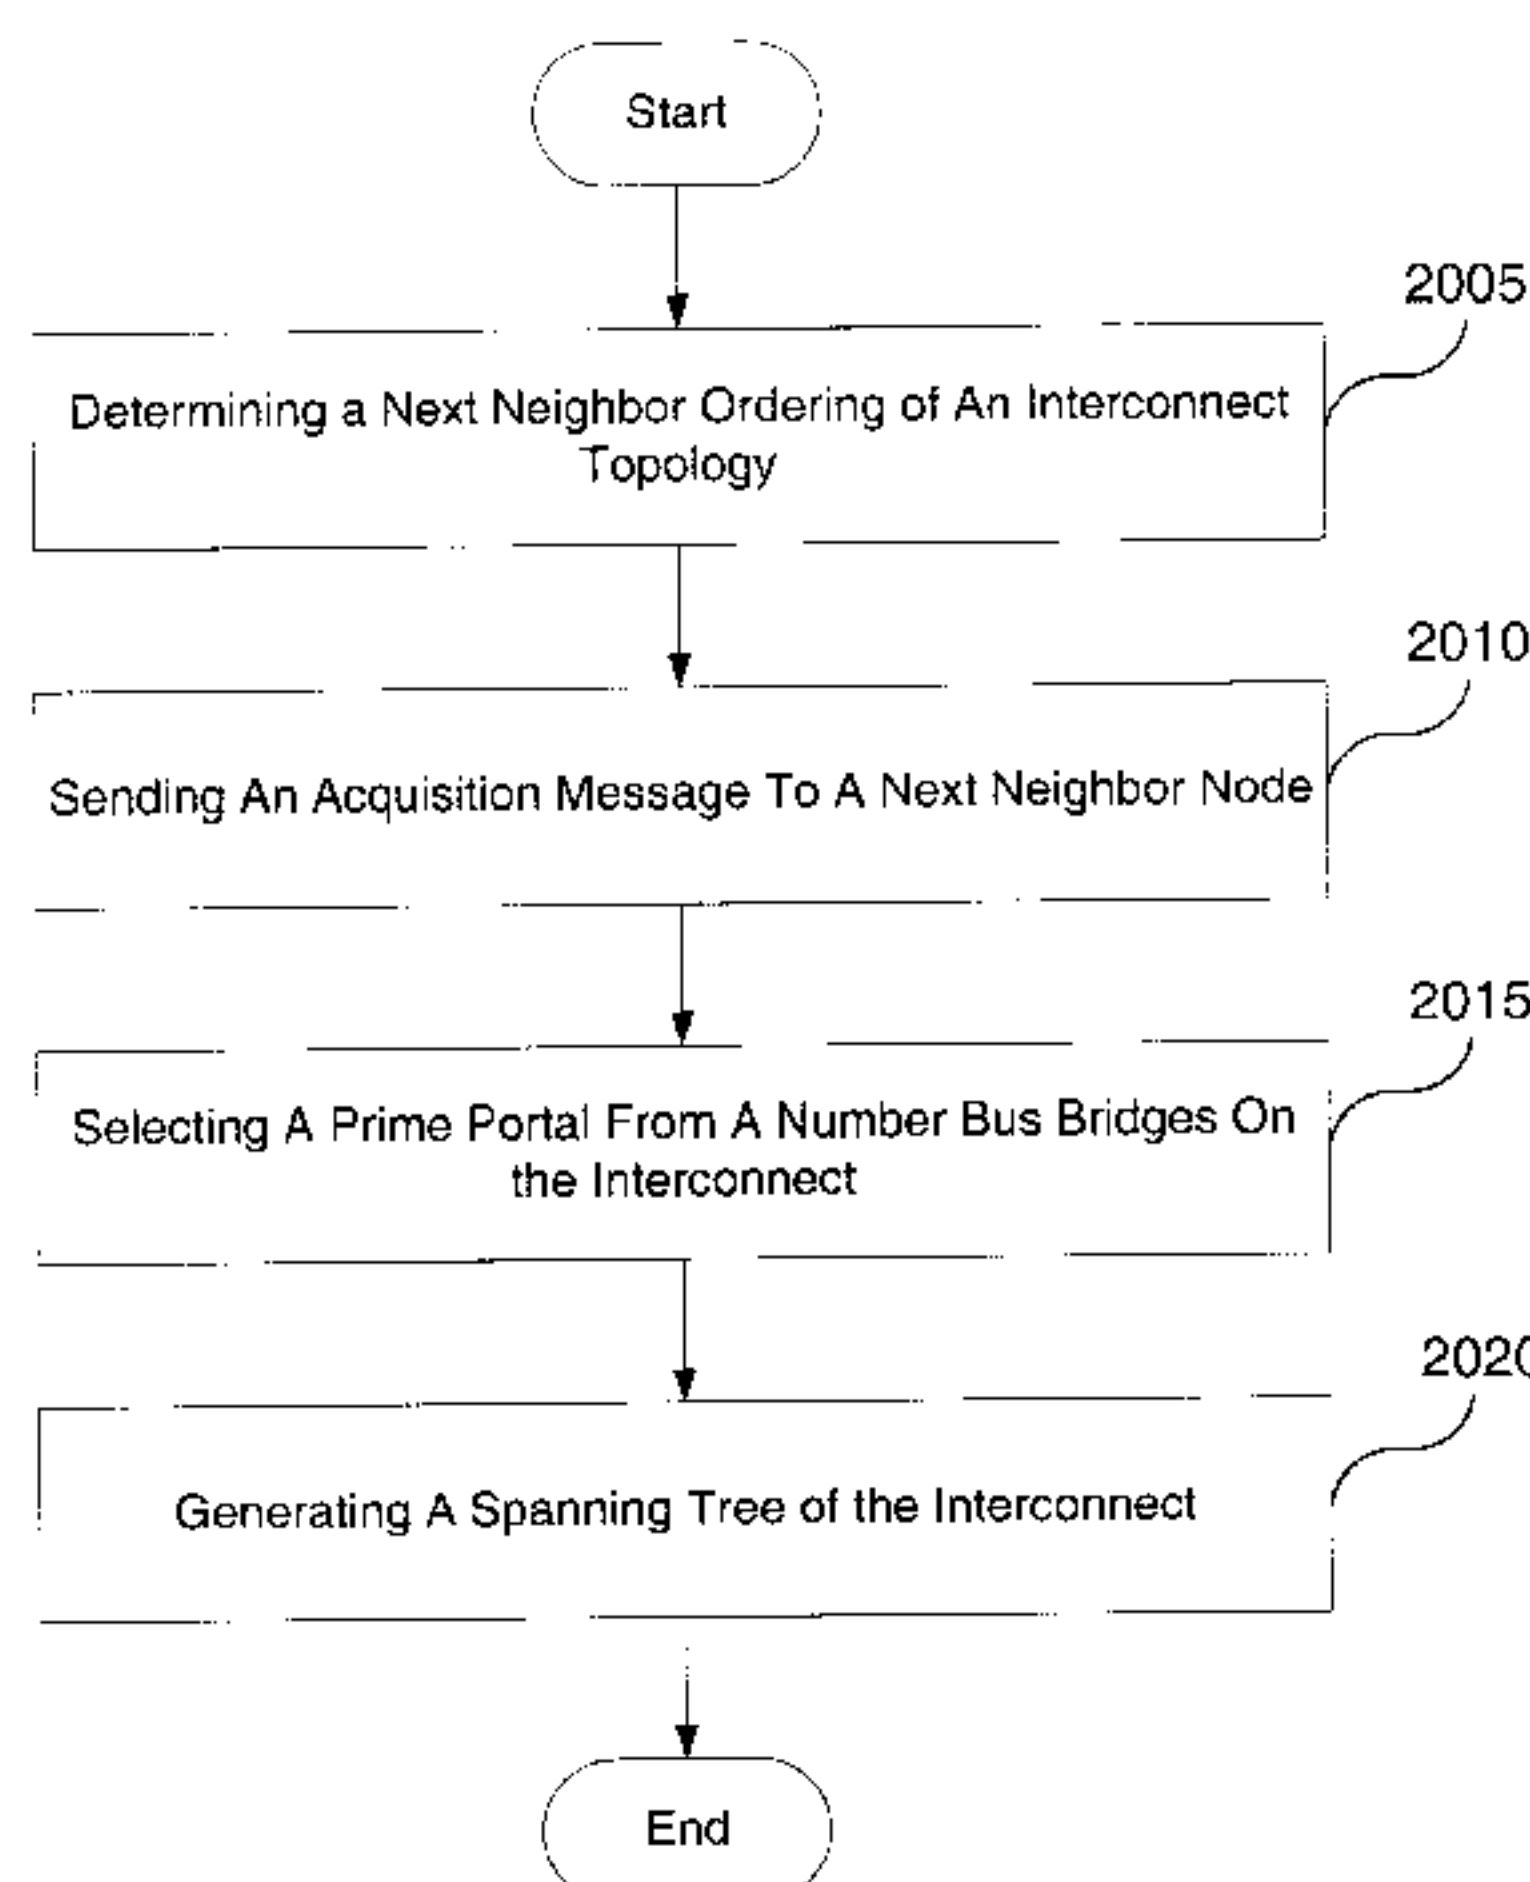 Start
2005
Determining a Next Neighbor Ordering of An Interconnect
Topology
2010
Sending An Acquisition Message To A Next Neighbor Node
2015
Selecting A Prime Portal From A Number Bus Bridges On
the Interconnect
2020
Generating A Spanning Tree of the Interconnect
End